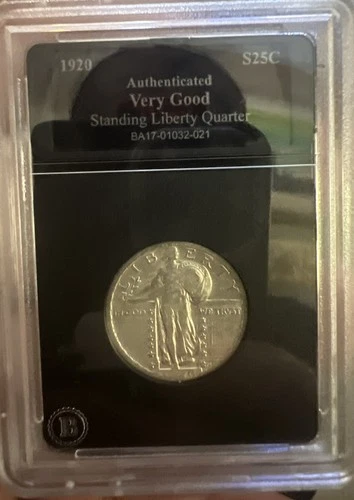 1920 S25C
Authenticated
Very Good
Standing Liberty Quarter
BA17-01032-021
LIBERTY
B